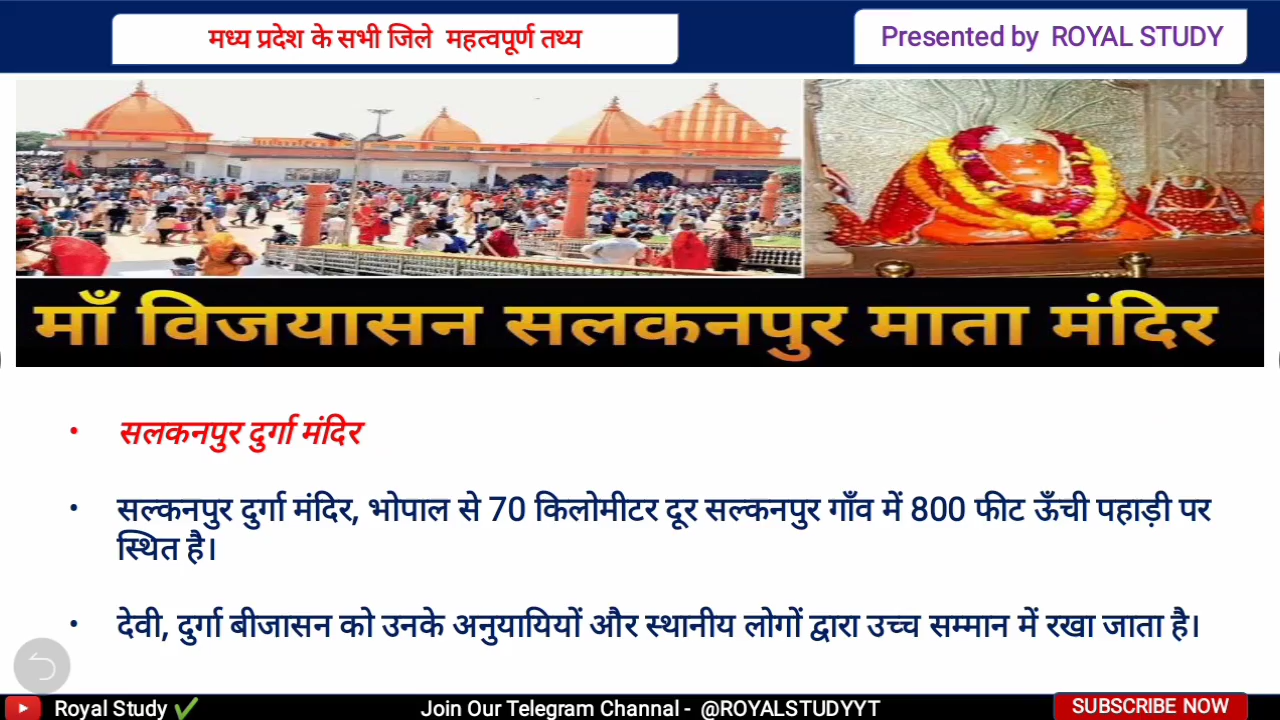 मध्य प्रदेश के सभी जिले महत्वपूर्ण तथ्य
Presented by ROYAL STUDY
माँ विजयासन सलकनपुर माता मंदिर
• सलकनपुर दुर्गा मंदिर
• सल्कनपुर दुर्गा मंदिर, भोपाल से 70 किलोमीटर दूर सल्कनपुर गाँव में 800 फीट ऊँची पहाड़ी पर
स्थित है।
• देवी, दुर्गा बीजासन को उनके अनुयायियों और स्थानीय लोगों द्वारा उच्च सम्मान में रखा जाता है।
Royal Study ✔
Join Our Telegram Channal - @ROYALSTUDYYT
SUBSCRIBE NOW